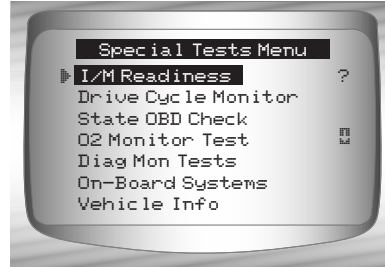 Special Tests Menu
I/M Readiness ?
Drive Cycle Monitor
State OBD Check
O2 Monitor Test
Diag Mon Tests
On-Board Systems
Vehicle Info